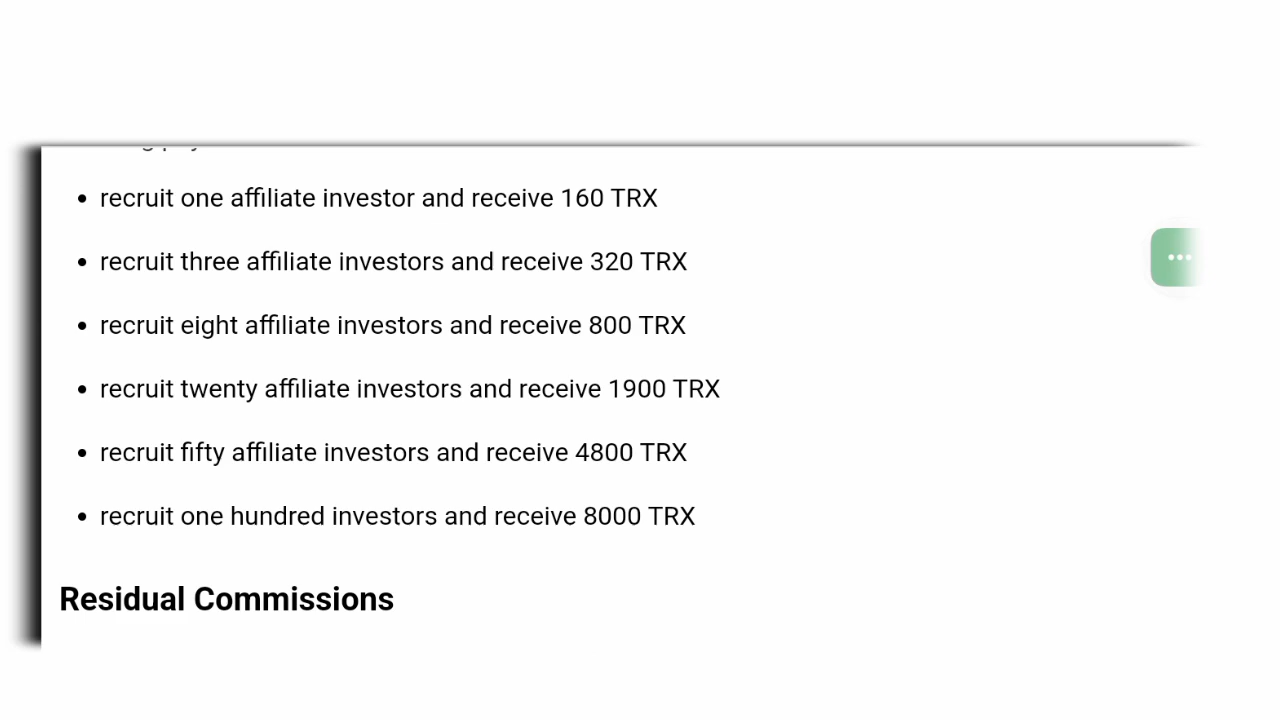 • recruit one affiliate investor and receive 160 TRX
• recruit three affiliate investors and receive 320 TRX
• recruit eight affiliate investors and receive 800 TRX
• recruit twenty affiliate investors and receive 1900 TRX
• recruit fifty affiliate investors and receive 4800 TRX
• recruit one hundred investors and receive 8000 TRX
Residual Commissions